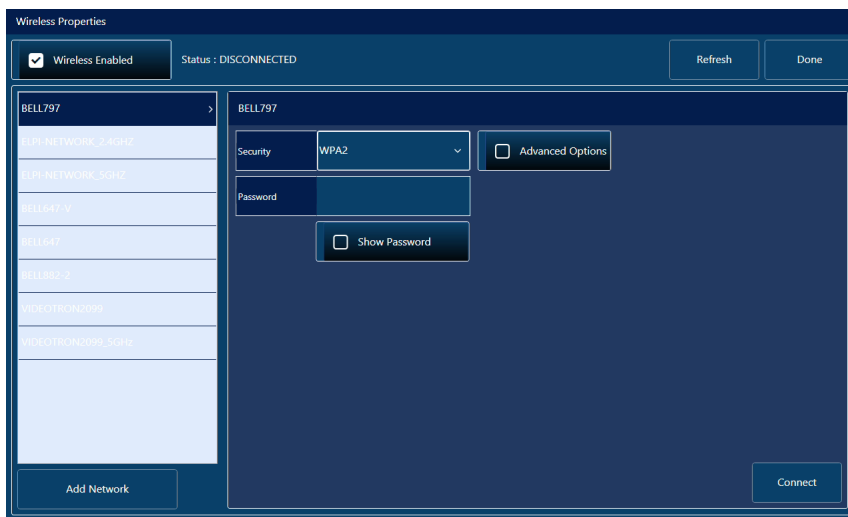 Wireless Properties
Wireless Enabled
Status : DISCONNECTED
Refresh
Done
BELL797
ELPI-NETWORK_2.4GHZ
ELPI-NETWORK_5GHZ
BELL647-V
BELL647
BELL882-2
VIDEOTRON2099
VIDEOTRON2099_5GHz
Add Network
BELL797
Security
WPA2
Advanced Options
Password
Show Password
Connect